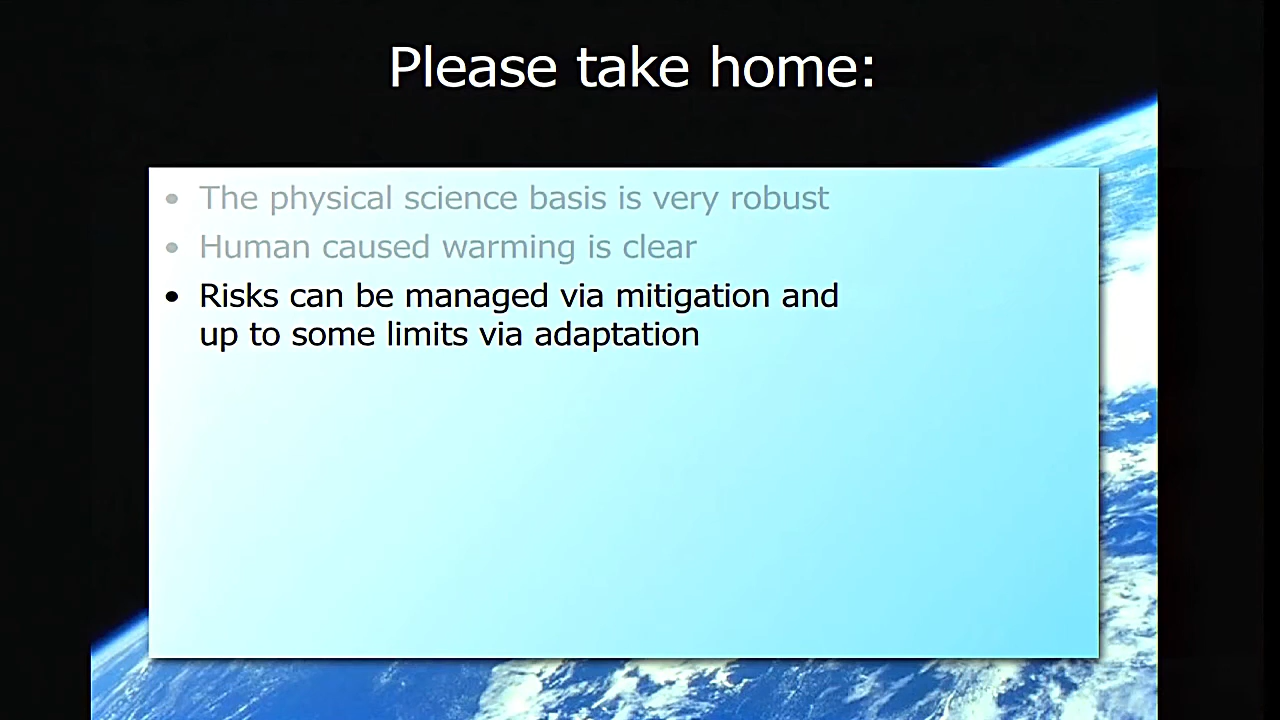 Please take home:
• The physical science basis is very robust
• Human caused warming is clear
• Risks can be managed via mitigation and
up to some limits via adaptation